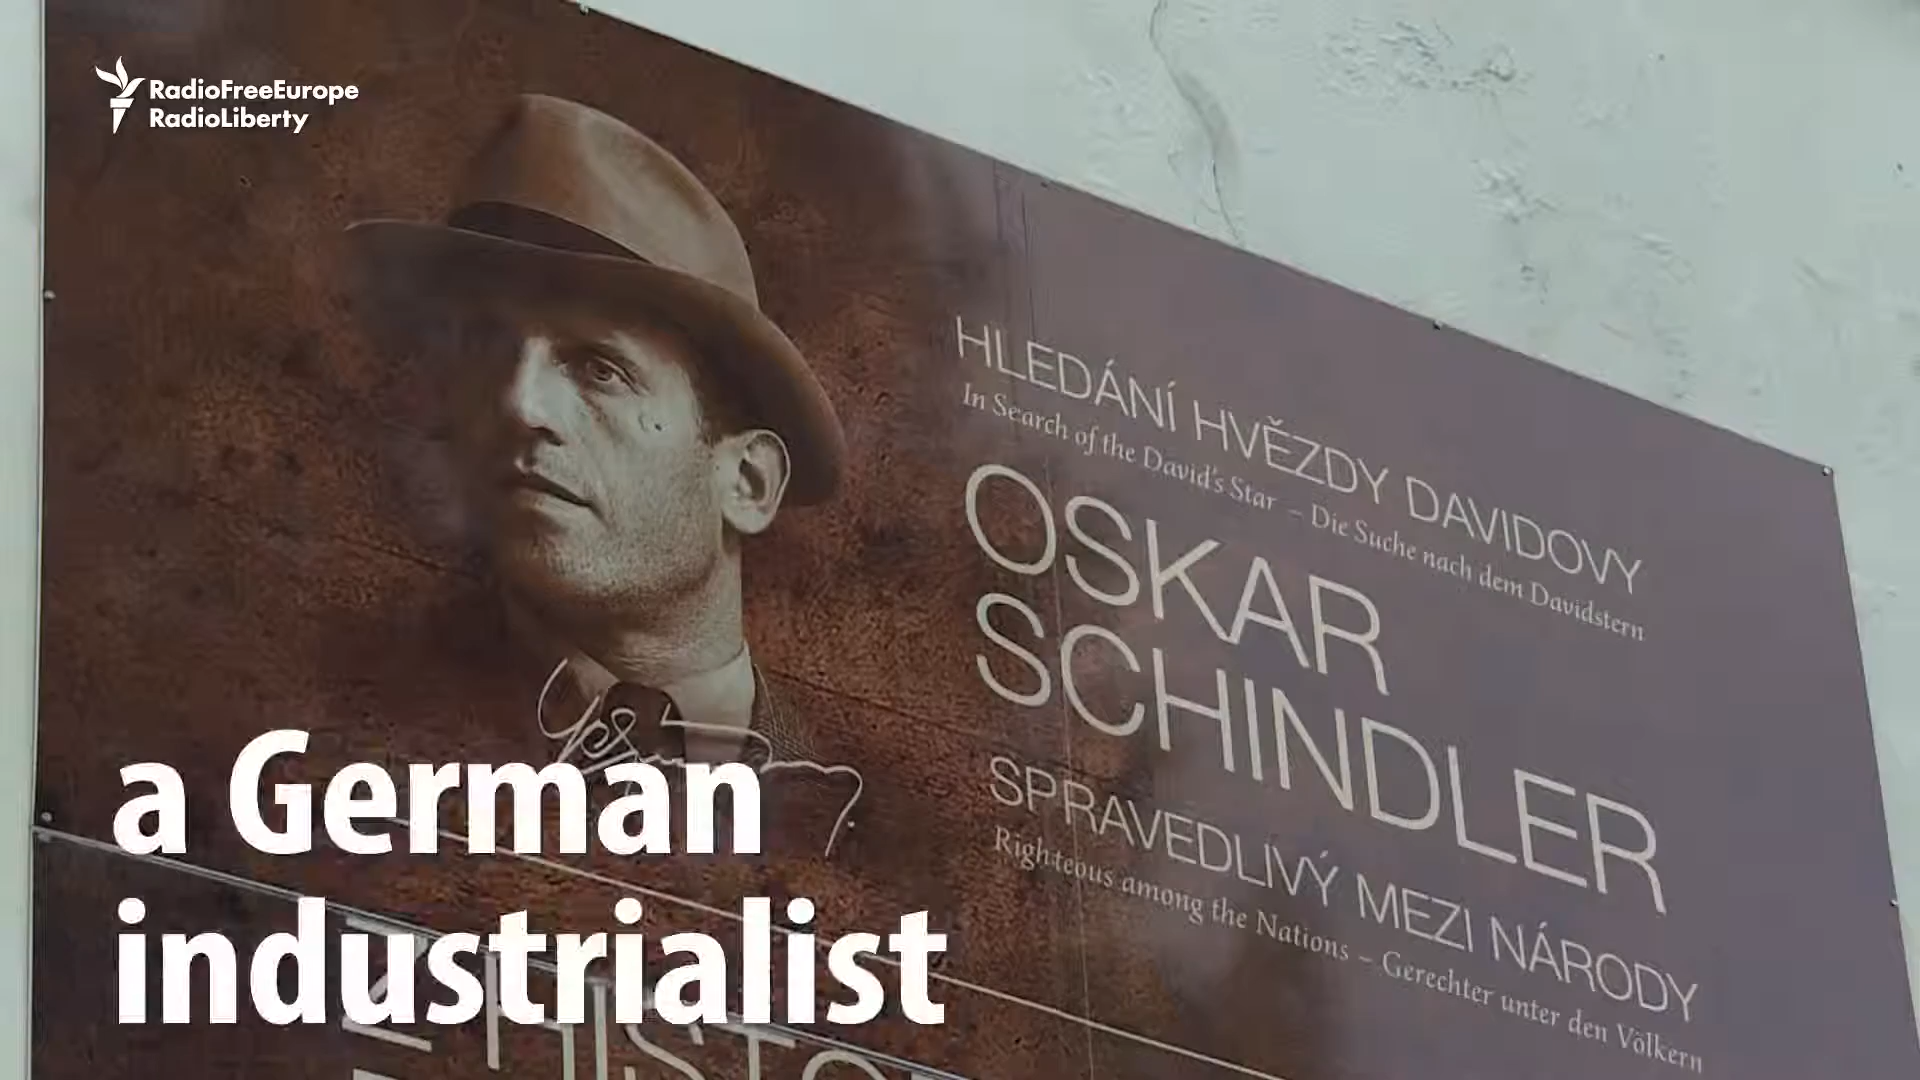 RadioFreeEurope
RadioLiberty
HLEDÁNÍ HVĚZDY DAVIDOVY
In Search of the David's Star – Die Suche nach dem Davidstern
OSKAR
SCHINDLER
SPRAVEDLIVÝ MEZI NÁRODY
Righteous among the Nations – Gerechter unter den Völkern
a German
industrialist